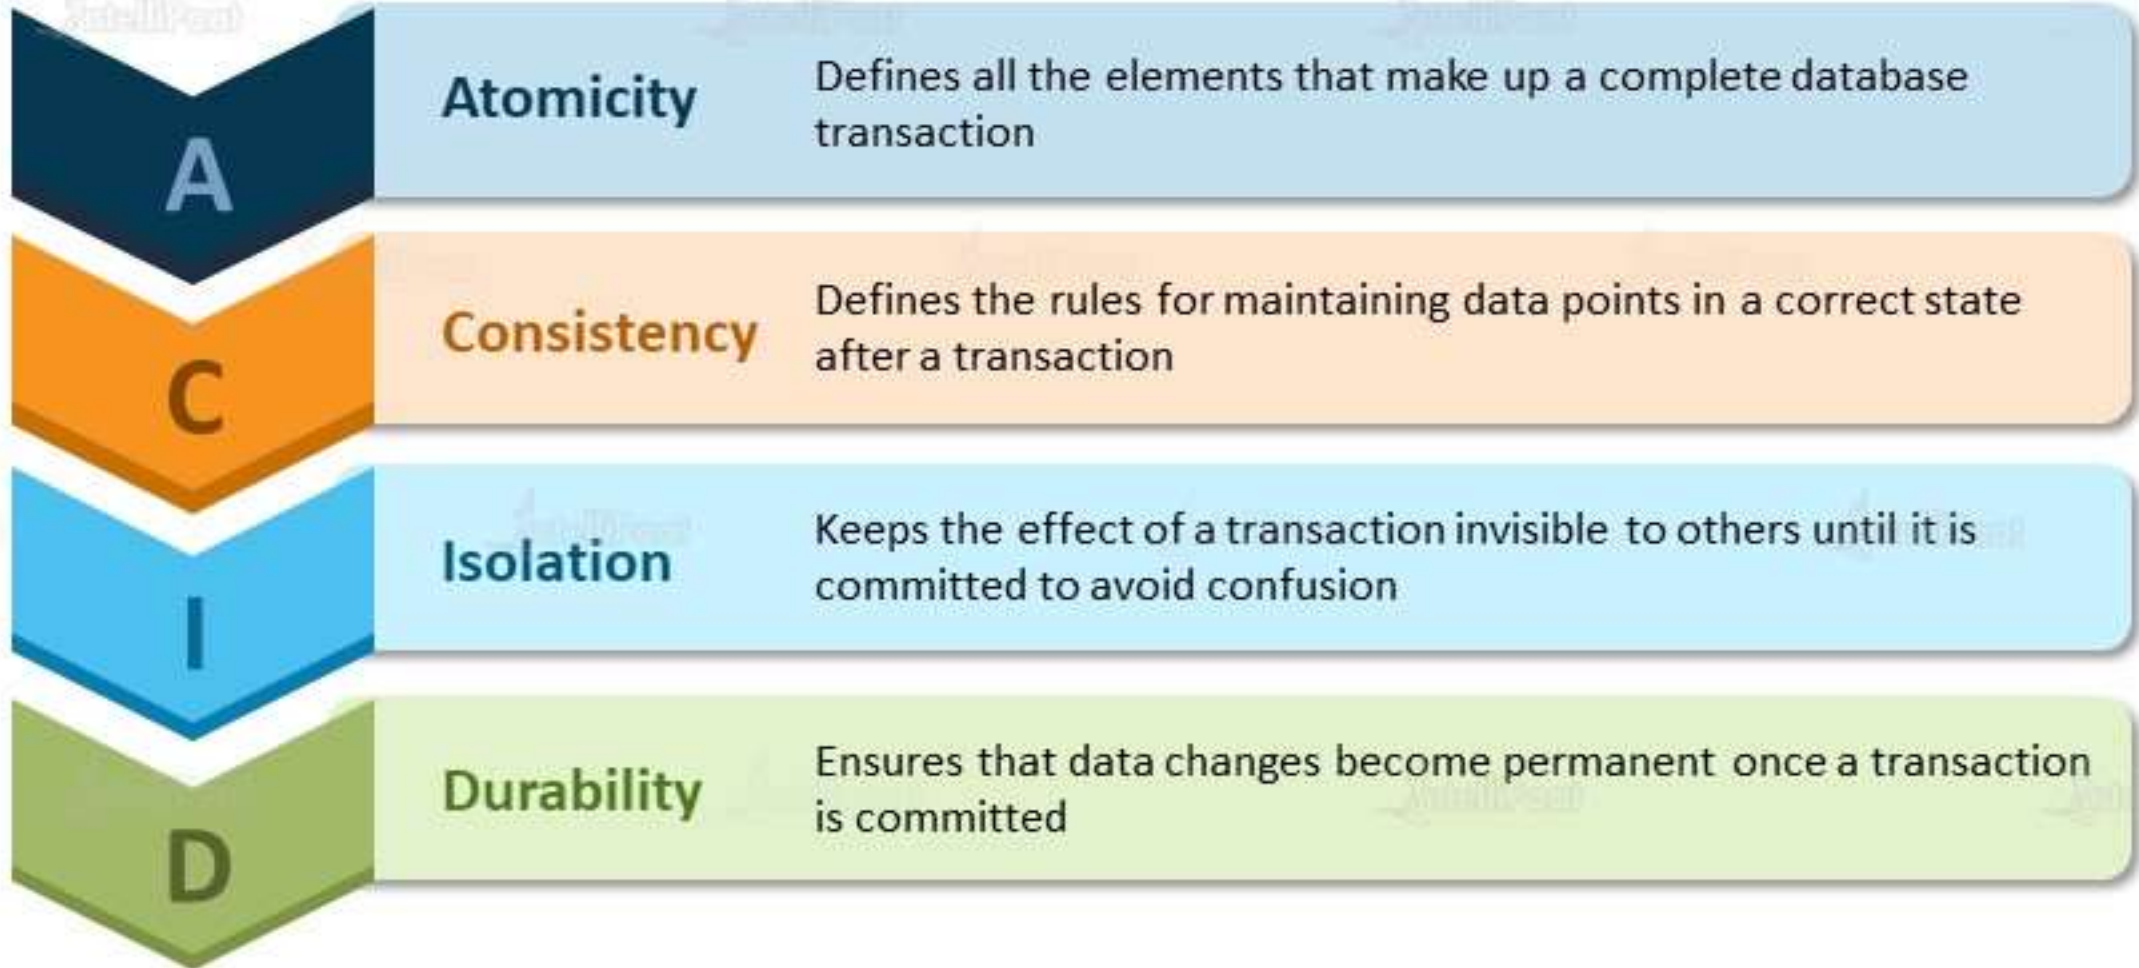 A
Atomicity
Defines all the elements that make up a complete database
transaction
C
Consistency
Defines the rules for maintaining data points in a correct state
after a transaction
I
Isolation
Keeps the effect of a transaction invisible to others until it is
committed to avoid confusion
D
Durability
Ensures that data changes become permanent once a transaction
is committed